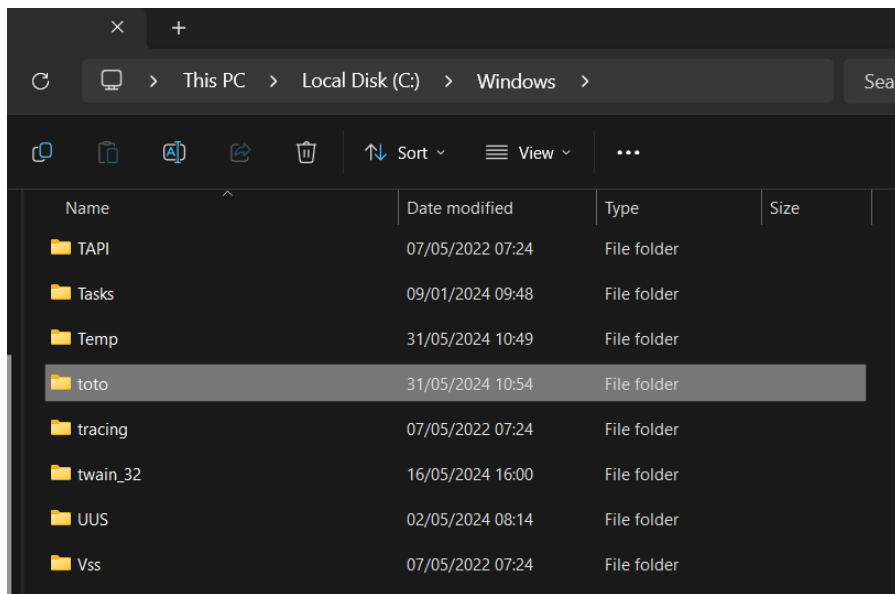 This PC > Local Disk (C:) > Windows > Sea
Sort View
Name Date modified Type Size
TAPI 07/05/2022 07:24 File folder
Tasks 09/01/2024 09:48 File folder
Temp 31/05/2024 10:49 File folder
toto 31/05/2024 10:54 File folder
tracing 07/05/2022 07:24 File folder
twain_32 16/05/2024 16:00 File folder
UUS 02/05/2024 08:14 File folder
Vss 07/05/2022 07:24 File folder